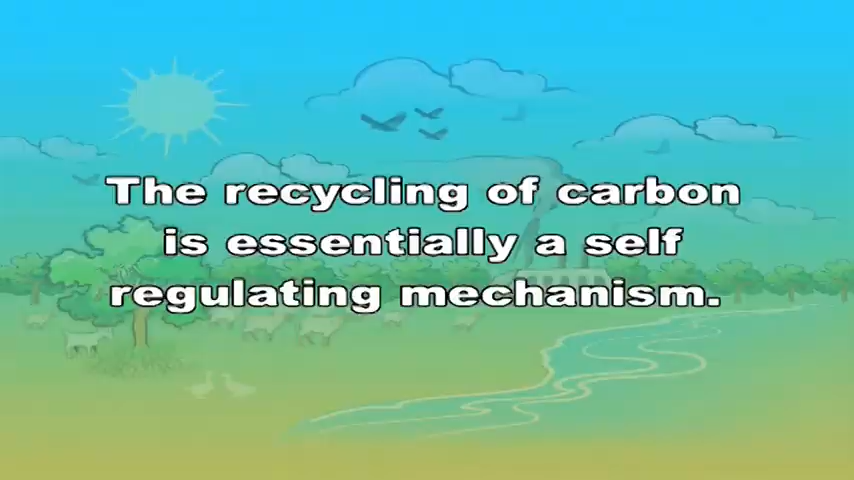 The recycling of carbon
is essentially a self
regulating mechanism.